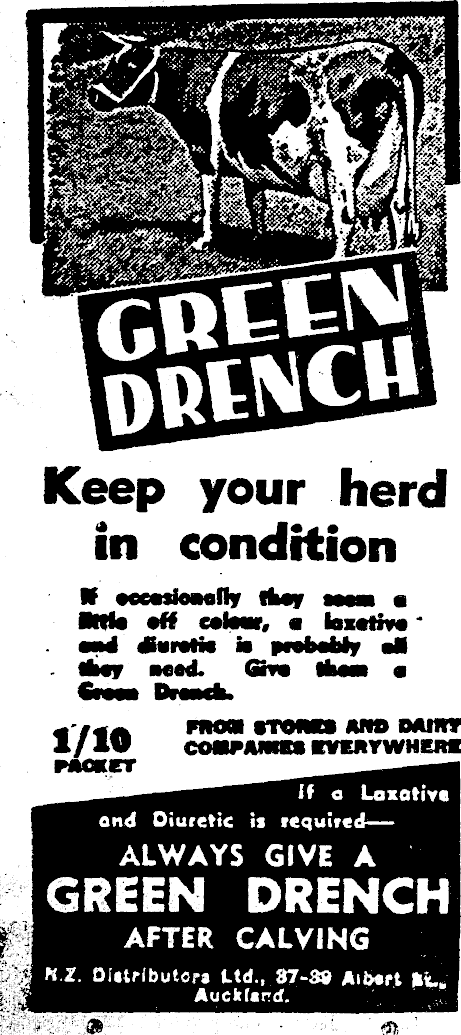 GREEN
DRENCH
Keep your herd
in condition
If occasionally they seem a
little off colour, a laxative
and diuretic is probably all
they need. Give them a
Green Drench.
1/10
PACKET
FROM STORES AND DAIRY
COMPANIES EVERYWHERE
If a Laxative
and Diuretic is required—
ALWAYS GIVE A
GREEN DRENCH
AFTER CALVING
N.Z. Distributors Ltd., 37-39 Albert St.,
Auckland.